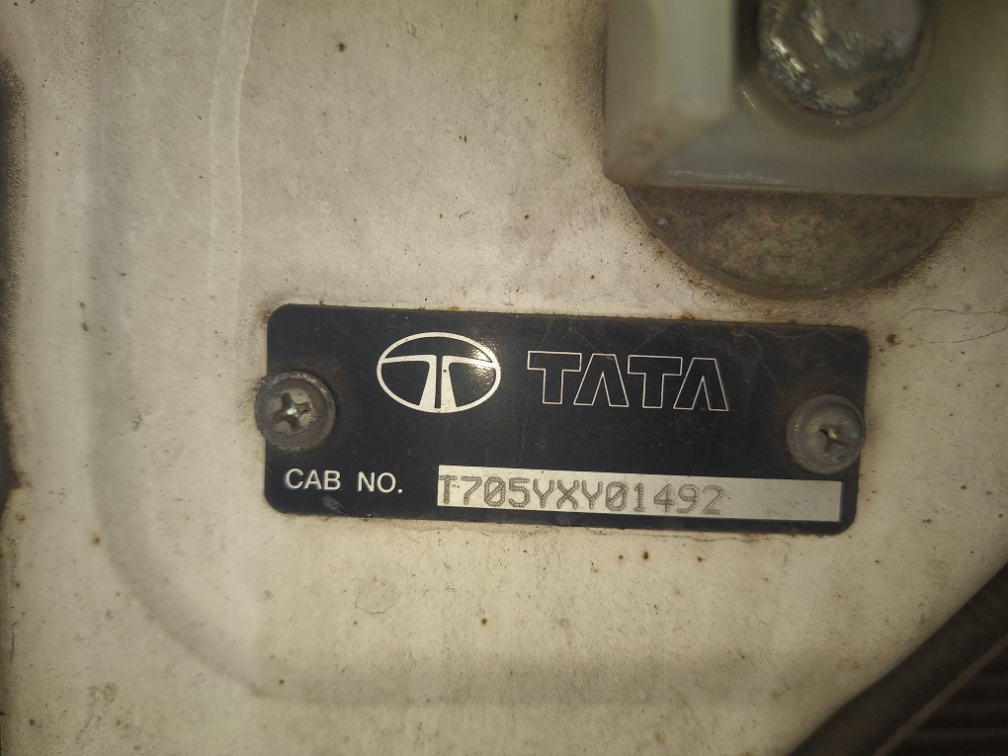 TATA
CAB NO. T705YXY01492